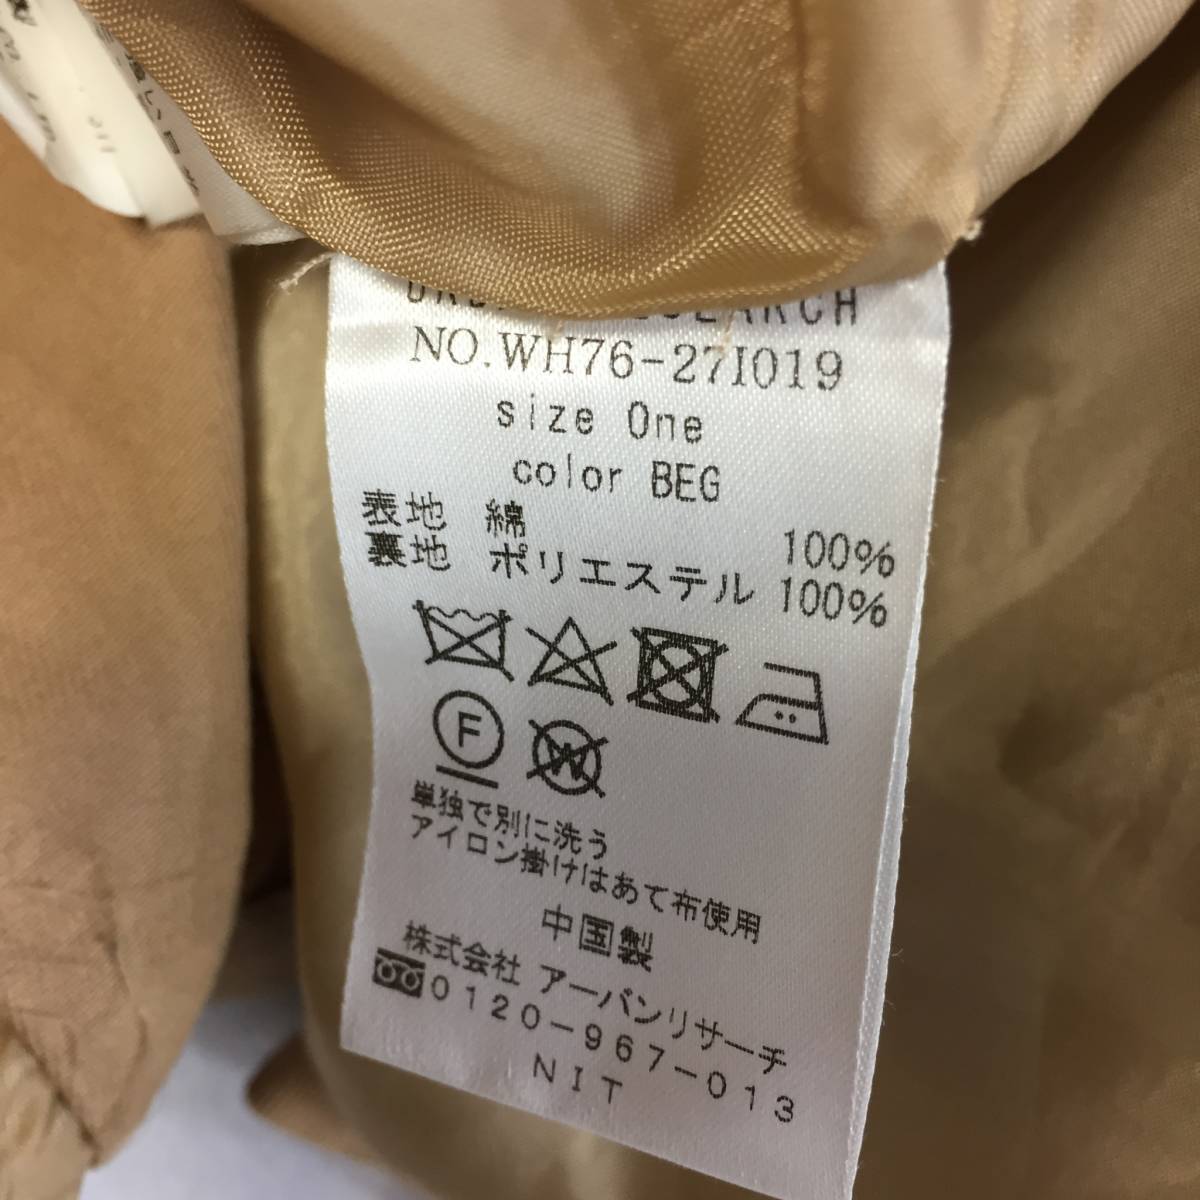 RESEARCH
NO.WH76-27I019
size One
color BEG
表地 綿 100%
裏地 ポリエステル 100%
F
W
単独で別に洗う
アイロン掛けはあて布使用
中国製
株式会社 アーバンリサーチ
0120-967-013
NIT